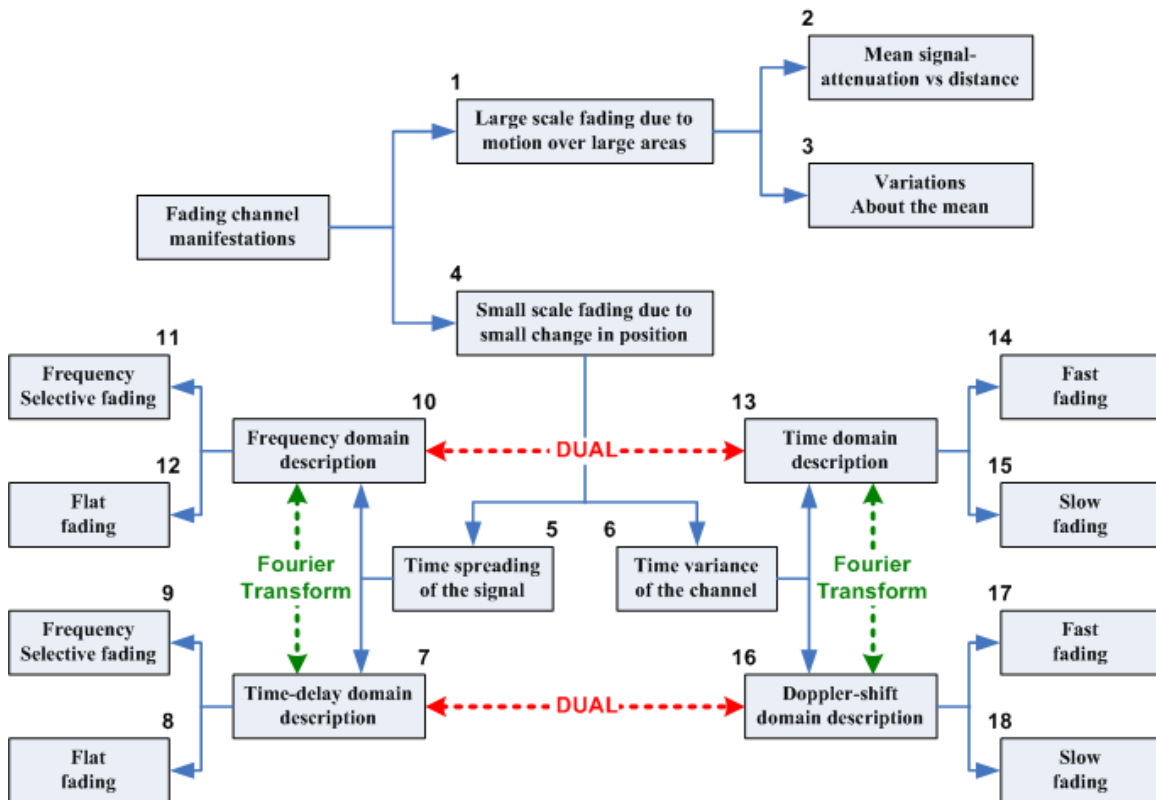 2
Mean signal-
attenuation vs distance
1
Large scale fading due to
motion over large areas
3
Variations
About the mean
Fading channel
manifestations
4
Small scale fading due to
small change in position
11
Frequency
Selective fading
14
Fast
fading
10
Frequency domain
description
DUAL
13
Time domain
description
12
Flat
fading
15
Slow
fading
5
Time spreading
of the signal
6
Time variance
of the channel
Fourier
Transform
Fourier
Transform
9
Frequency
Selective fading
17
Fast
fading
7
Time-delay domain
description
DUAL
16
Doppler-shift
domain description
8
Flat
fading
18
Slow
fading